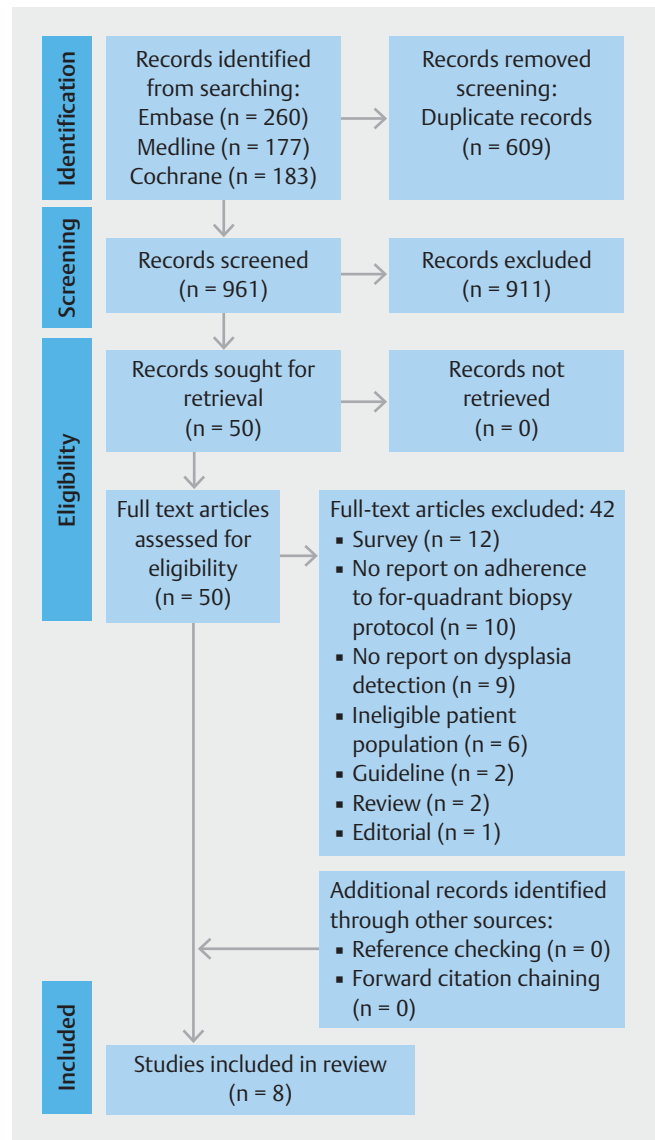 Identification
Records identified
from searching:
Embase (n = 260)
Medline (n = 177)
Cochrane (n = 183)
Records removed
screening:
Duplicate records
(n = 609)
Screening
Records screened
(n = 961)
Records excluded
(n = 911)
Eligibility
Records sought for
retrieval
(n = 50)
Records not
retrieved
(n = 0)
Full text articles
assessed for
eligibility
(n = 50)
Full-text articles excluded: 42
▪ Survey (n = 12)
▪ No report on adherence
to for-quadrant biopsy
protocol (n = 10)
▪ No report on dysplasia
detection (n = 9)
▪ Ineligible patient
population (n = 6)
▪ Guideline (n = 2)
▪ Review (n = 2)
▪ Editorial (n = 1)
Additional records identified
through other sources:
▪ Reference checking (n = 0)
▪ Forward citation chaining
(n = 0)
Included
Studies included in review
(n = 8)